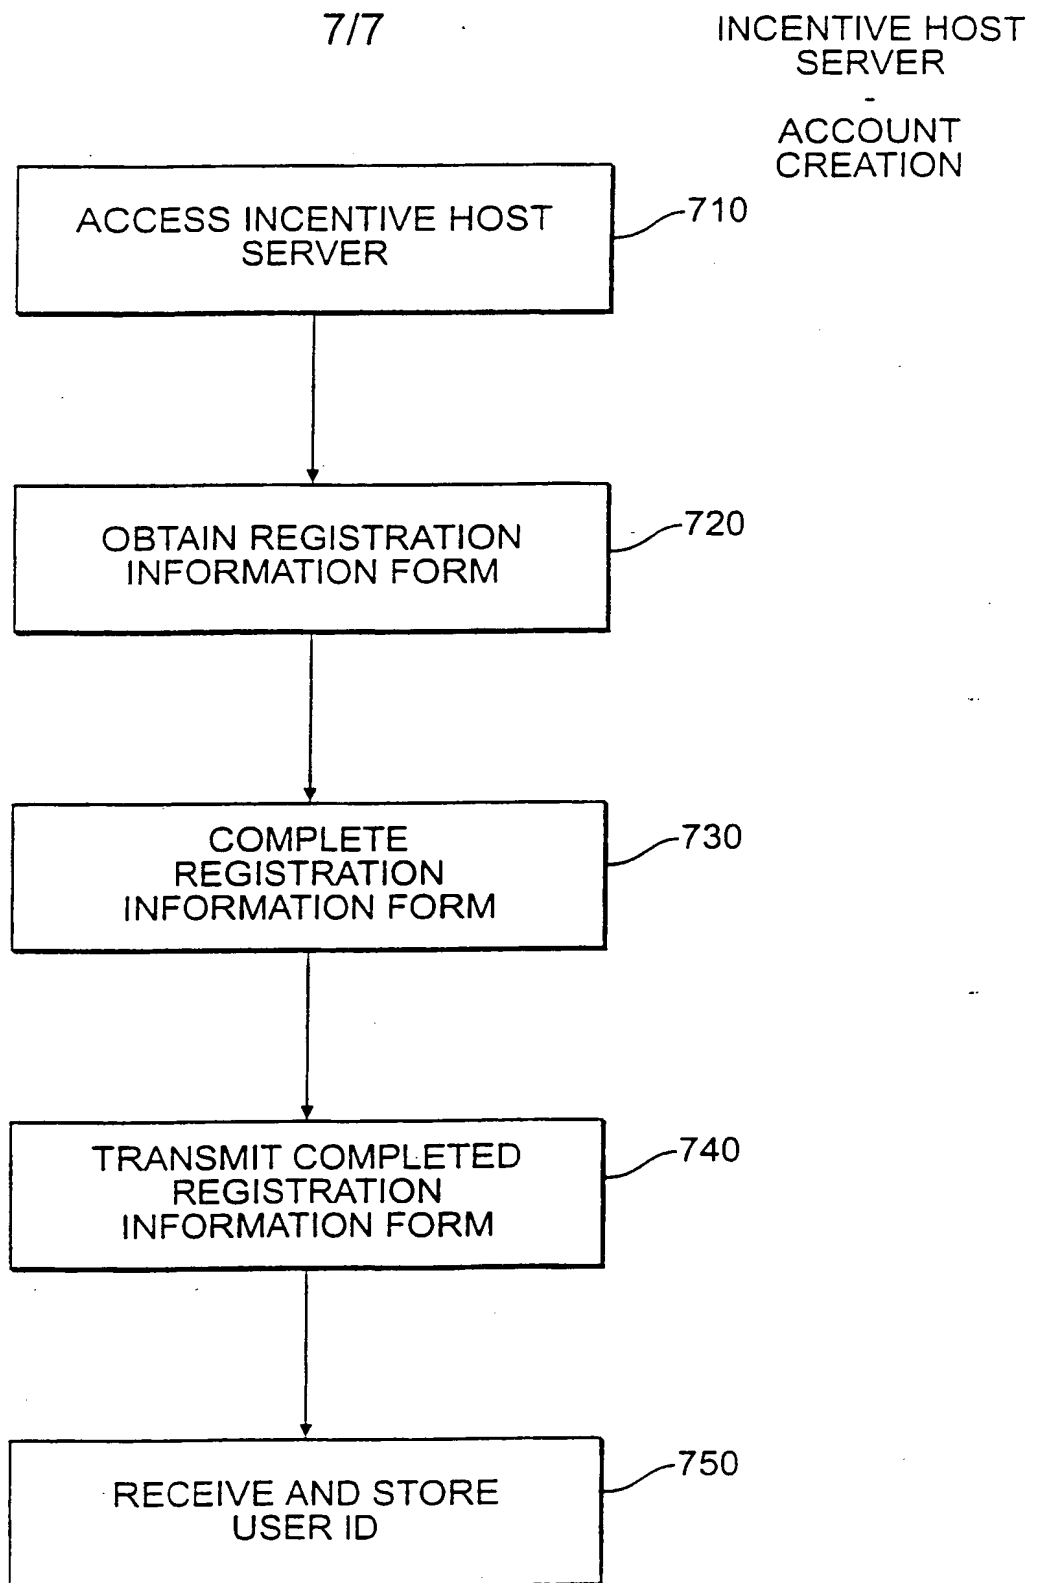 7/7
INCENTIVE HOST
SERVER
-
ACCOUNT
CREATION
ACCESS INCENTIVE HOST
SERVER
710
OBTAIN REGISTRATION
INFORMATION FORM
720
COMPLETE
REGISTRATION
INFORMATION FORM
730
TRANSMIT COMPLETED
REGISTRATION
INFORMATION FORM
740
RECEIVE AND STORE
USER ID
750